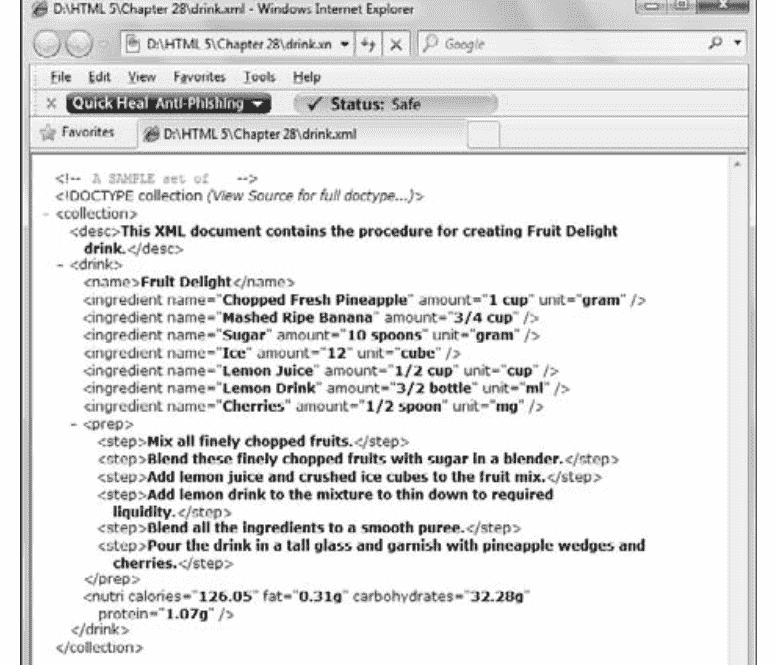 D:\HTML 5\Chapter 28\drink.xml - Windows Internet Explorer
D:\HTML 5\Chapter 28\drink.xn Google
File Edit View Favorites Tools Help
x Quick Heal Anti-Phishing ✓ Status: Safe
Favorites D:\HTML 5\Chapter 28\drink.xml
<!-- A SAMPLE set of -->
<!DOCTYPE collection (View Source for full doctype...)>
- <collection>
<desc>This XML document contains the procedure for creating Fruit Delight
drink.</desc>
- <drink>
<name>Fruit Delight</name>
<ingredient name="Chopped Fresh Pineapple" amount="1 cup" unit="gram" />
<ingredient name="Mashed Ripe Banana" amount="3/4 cup" />
<ingredient name="Sugar" amount="10 spoons" unit="gram" />
<ingredient name="Ice" amount="12" unit="cube" />
<ingredient name="Lemon Juice" amount="1/2 cup" unit="cup" />
<ingredient name="Lemon Drink" amount="3/2 bottle" unit="ml" />
<ingredient name="Cherries" amount="1/2 spoon" unit="mg" />
- <prep>
<step>Mix all finely chopped fruits.</step>
<step>Blend these finely chopped fruits with sugar in a blender.</step>
<step>Add lemon juice and crushed ice cubes to the fruit mix.</step>
<step>Add lemon drink to the mixture to thin down to required
liquidity.</step>
<step>Blend all the ingredients to a smooth puree.</step>
<step>Pour the drink in a tall glass and garnish with pineapple wedges and
cherries.</step>
</prep>
<nutri calories="126.05" fat="0.31g" carbohydrates="32.28g"
protein="1.07g" />
</drink>
</collection>